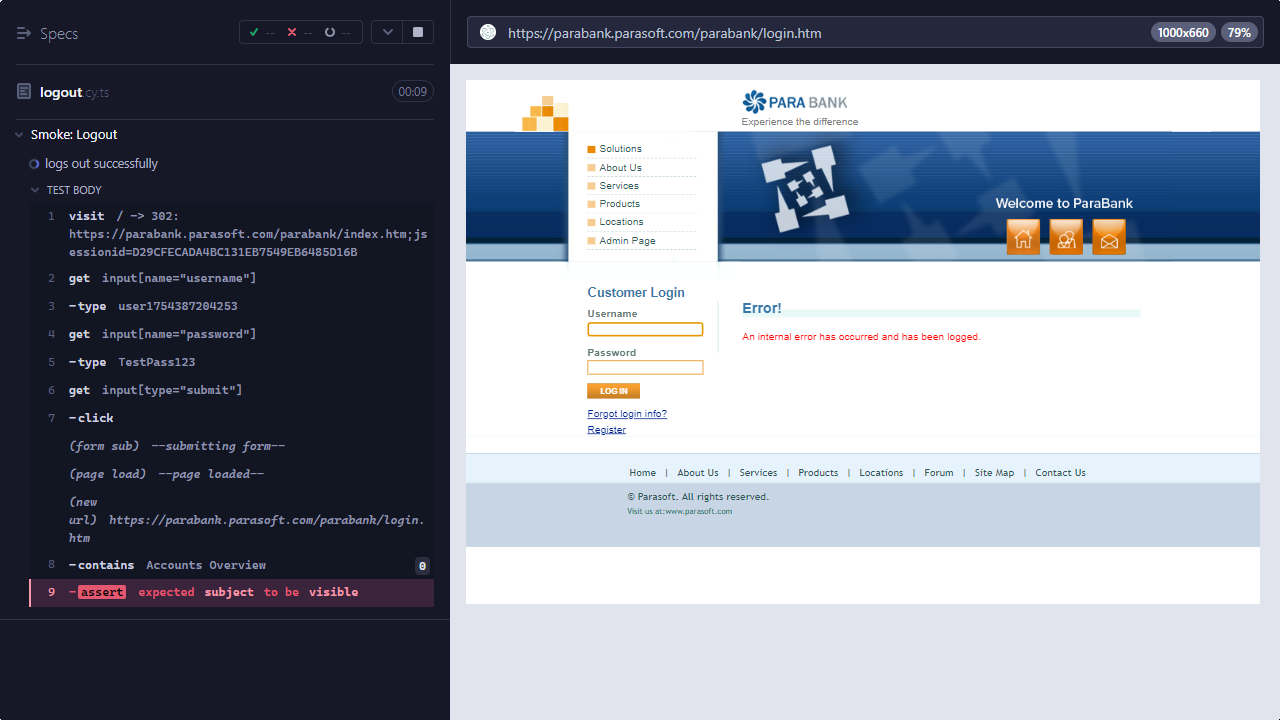 Specs
-- -- --
logout.cy.ts
00:09
Smoke: Logout
logs out successfully
TEST BODY
1 visit / -> 302:
https://parabank.parasoft.com/parabank/index.htm;js
essionid=D29CFECADA4BC131EB7549EB6485D16B
2 get input[name="username"]
3 -type user1754387204253
4 get input[name="password"]
5 -type TestPass123
6 get input[type="submit"]
7 -click
(form sub) --submitting form--
(page load) --page loaded--
(new
url) https://parabank.parasoft.com/parabank/login.
htm
8 -contains Accounts Overview 0
9 -assert expected subject to be visible
https://parabank.parasoft.com/parabank/login.htm
1000x660 79%
PARA BANK
Experience the difference
Solutions
About Us
Services
Products
Locations
Admin Page
Welcome to ParaBank
Customer Login
Username
Password
LOG IN
Forgot login info?
Register
Error!
An internal error has occurred and has been logged.
Home | About Us | Services | Products | Locations | Forum | Site Map | Contact Us
© Parasoft. All rights reserved.
Visit us at:www.parasoft.com